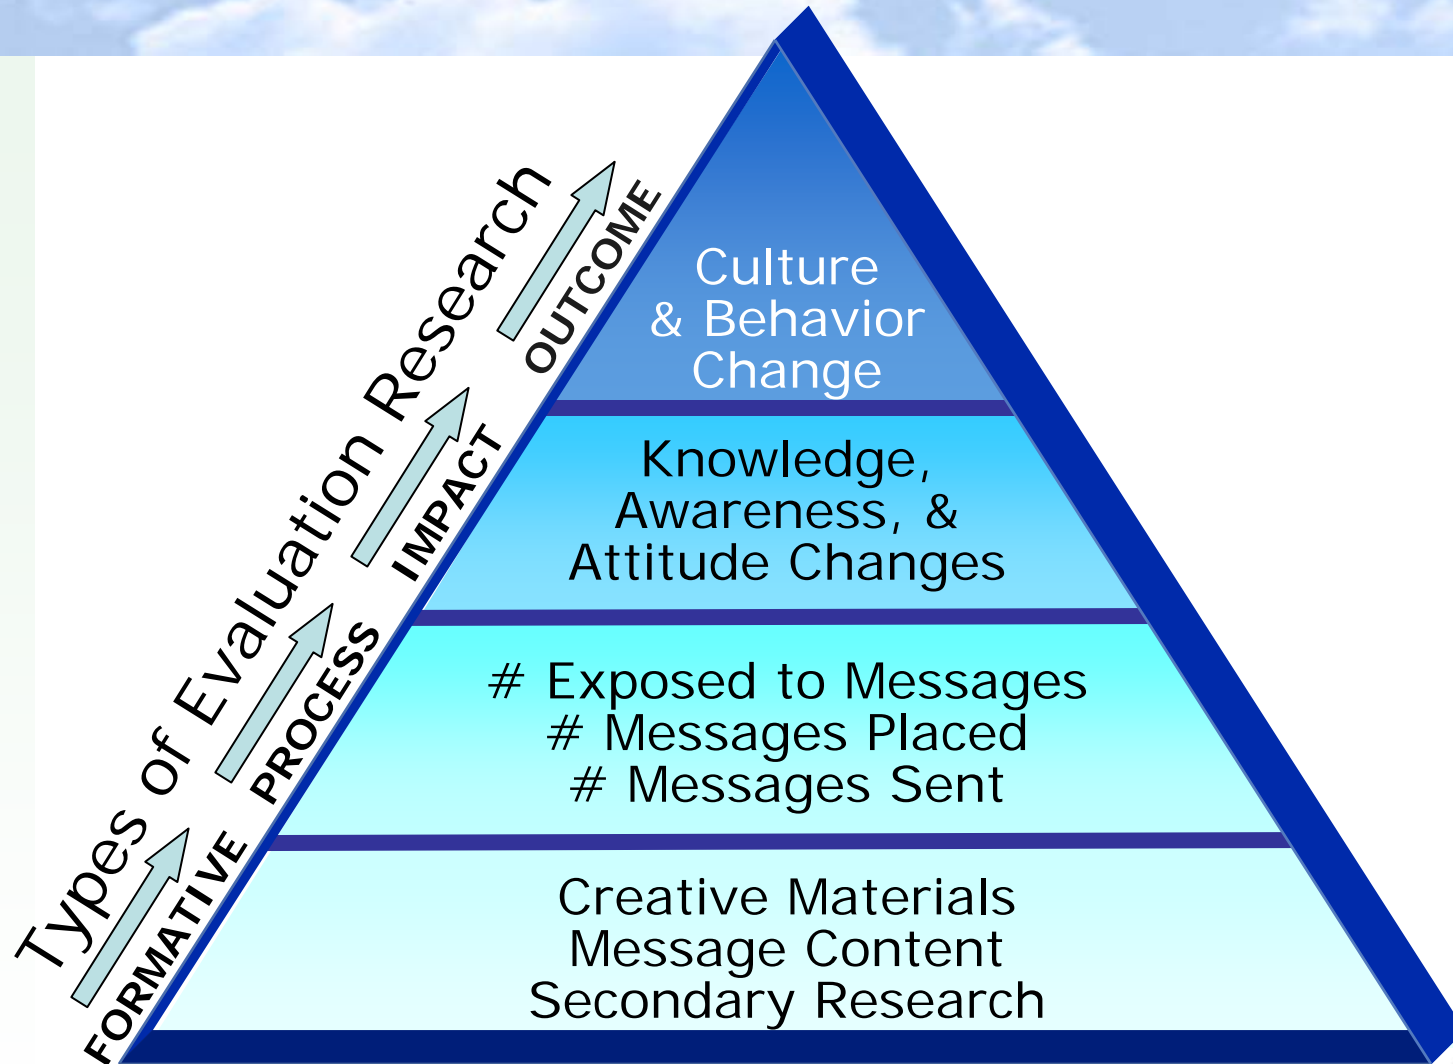 Types of Evaluation Research
OUTCOME
Culture
& Behavior
Change
IMPACT
Knowledge,
Awareness, &
Attitude Changes
PROCESS
# Exposed to Messages
# Messages Placed
# Messages Sent
FORMATIVE
Creative Materials
Message Content
Secondary Research